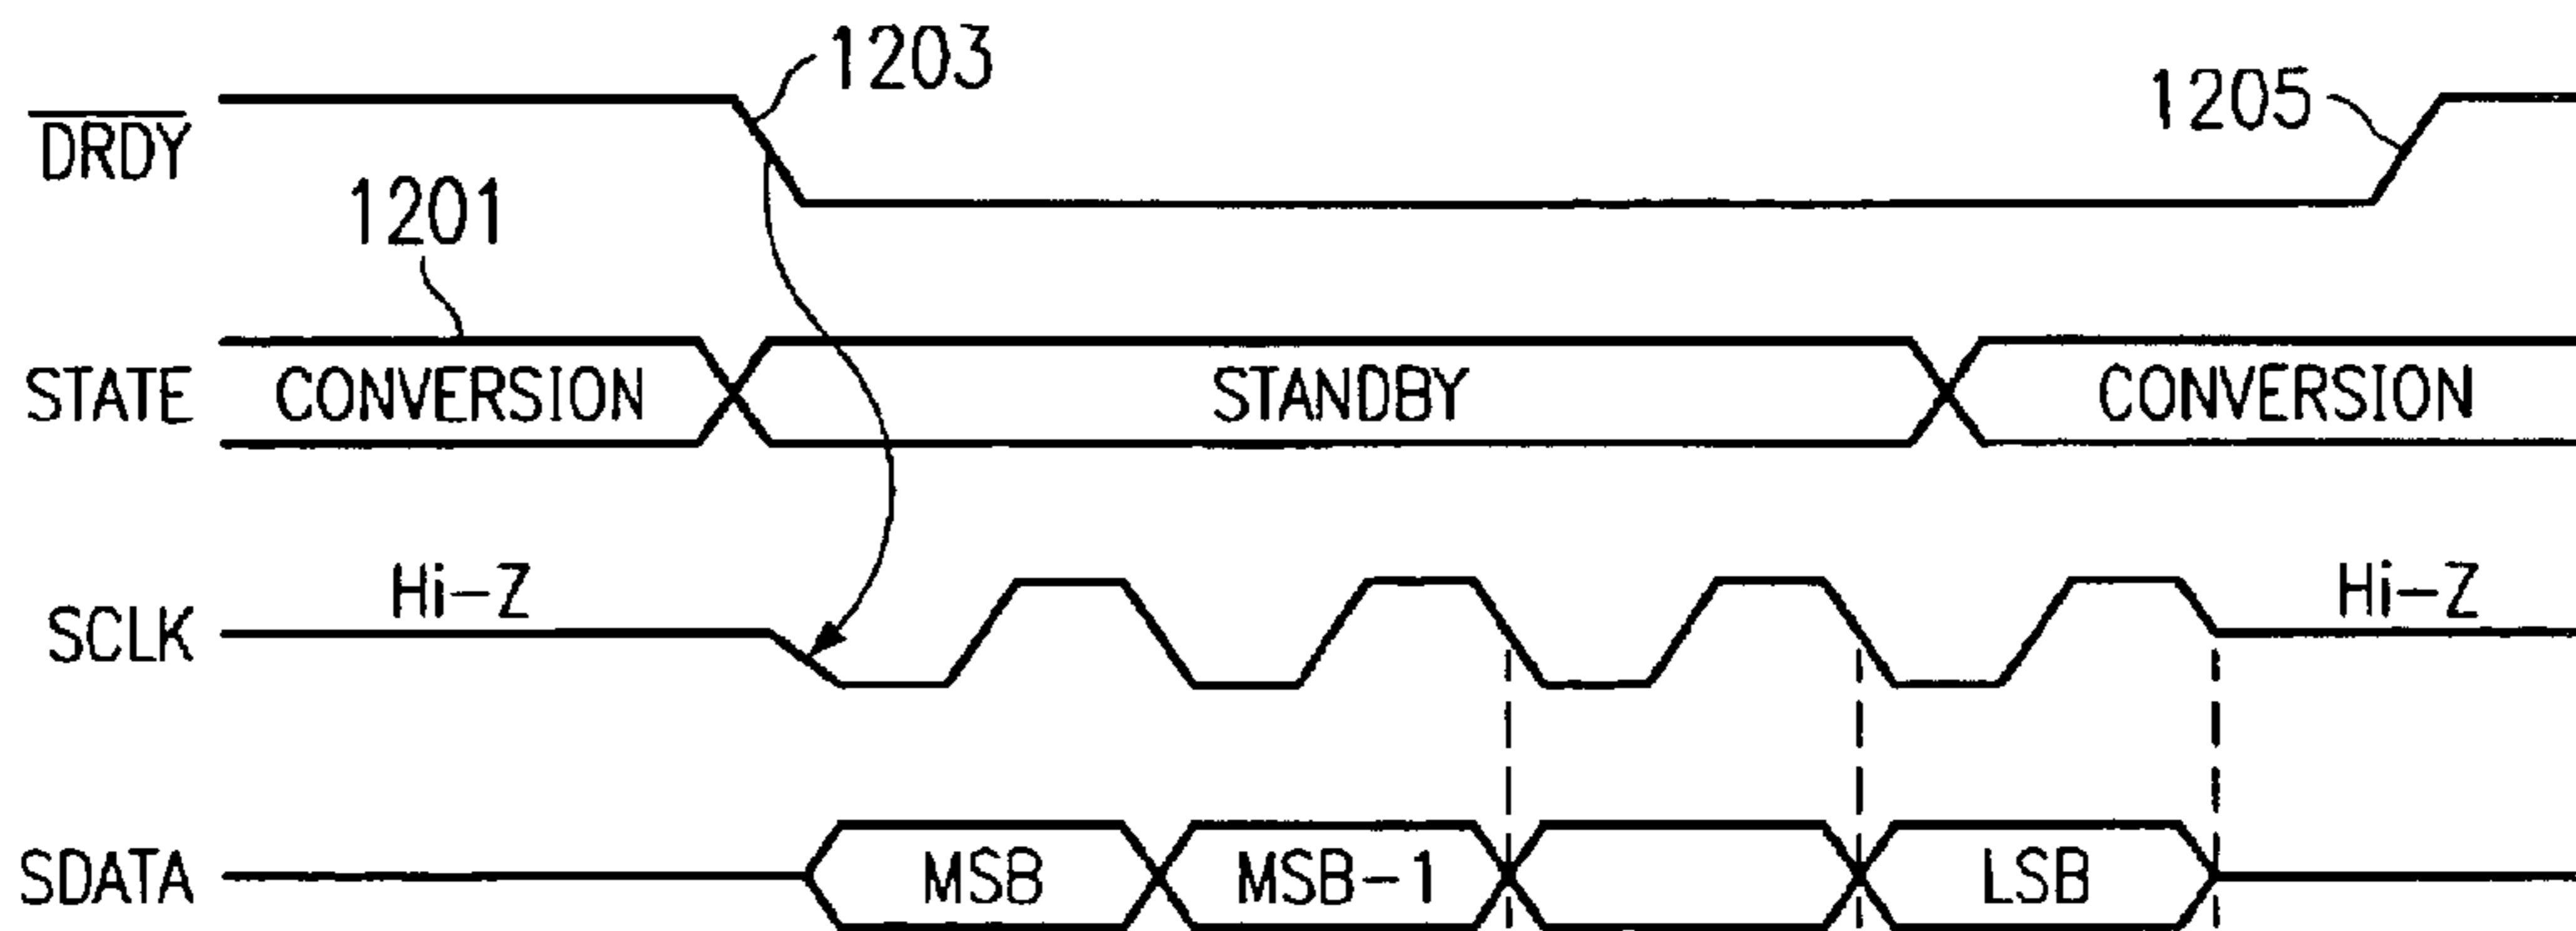 1203
1205
DRDY
1201
STATE CONVERSION STANDBY CONVERSION
Hi-Z Hi-Z
SCLK
SDATA MSB MSB-1 LSB